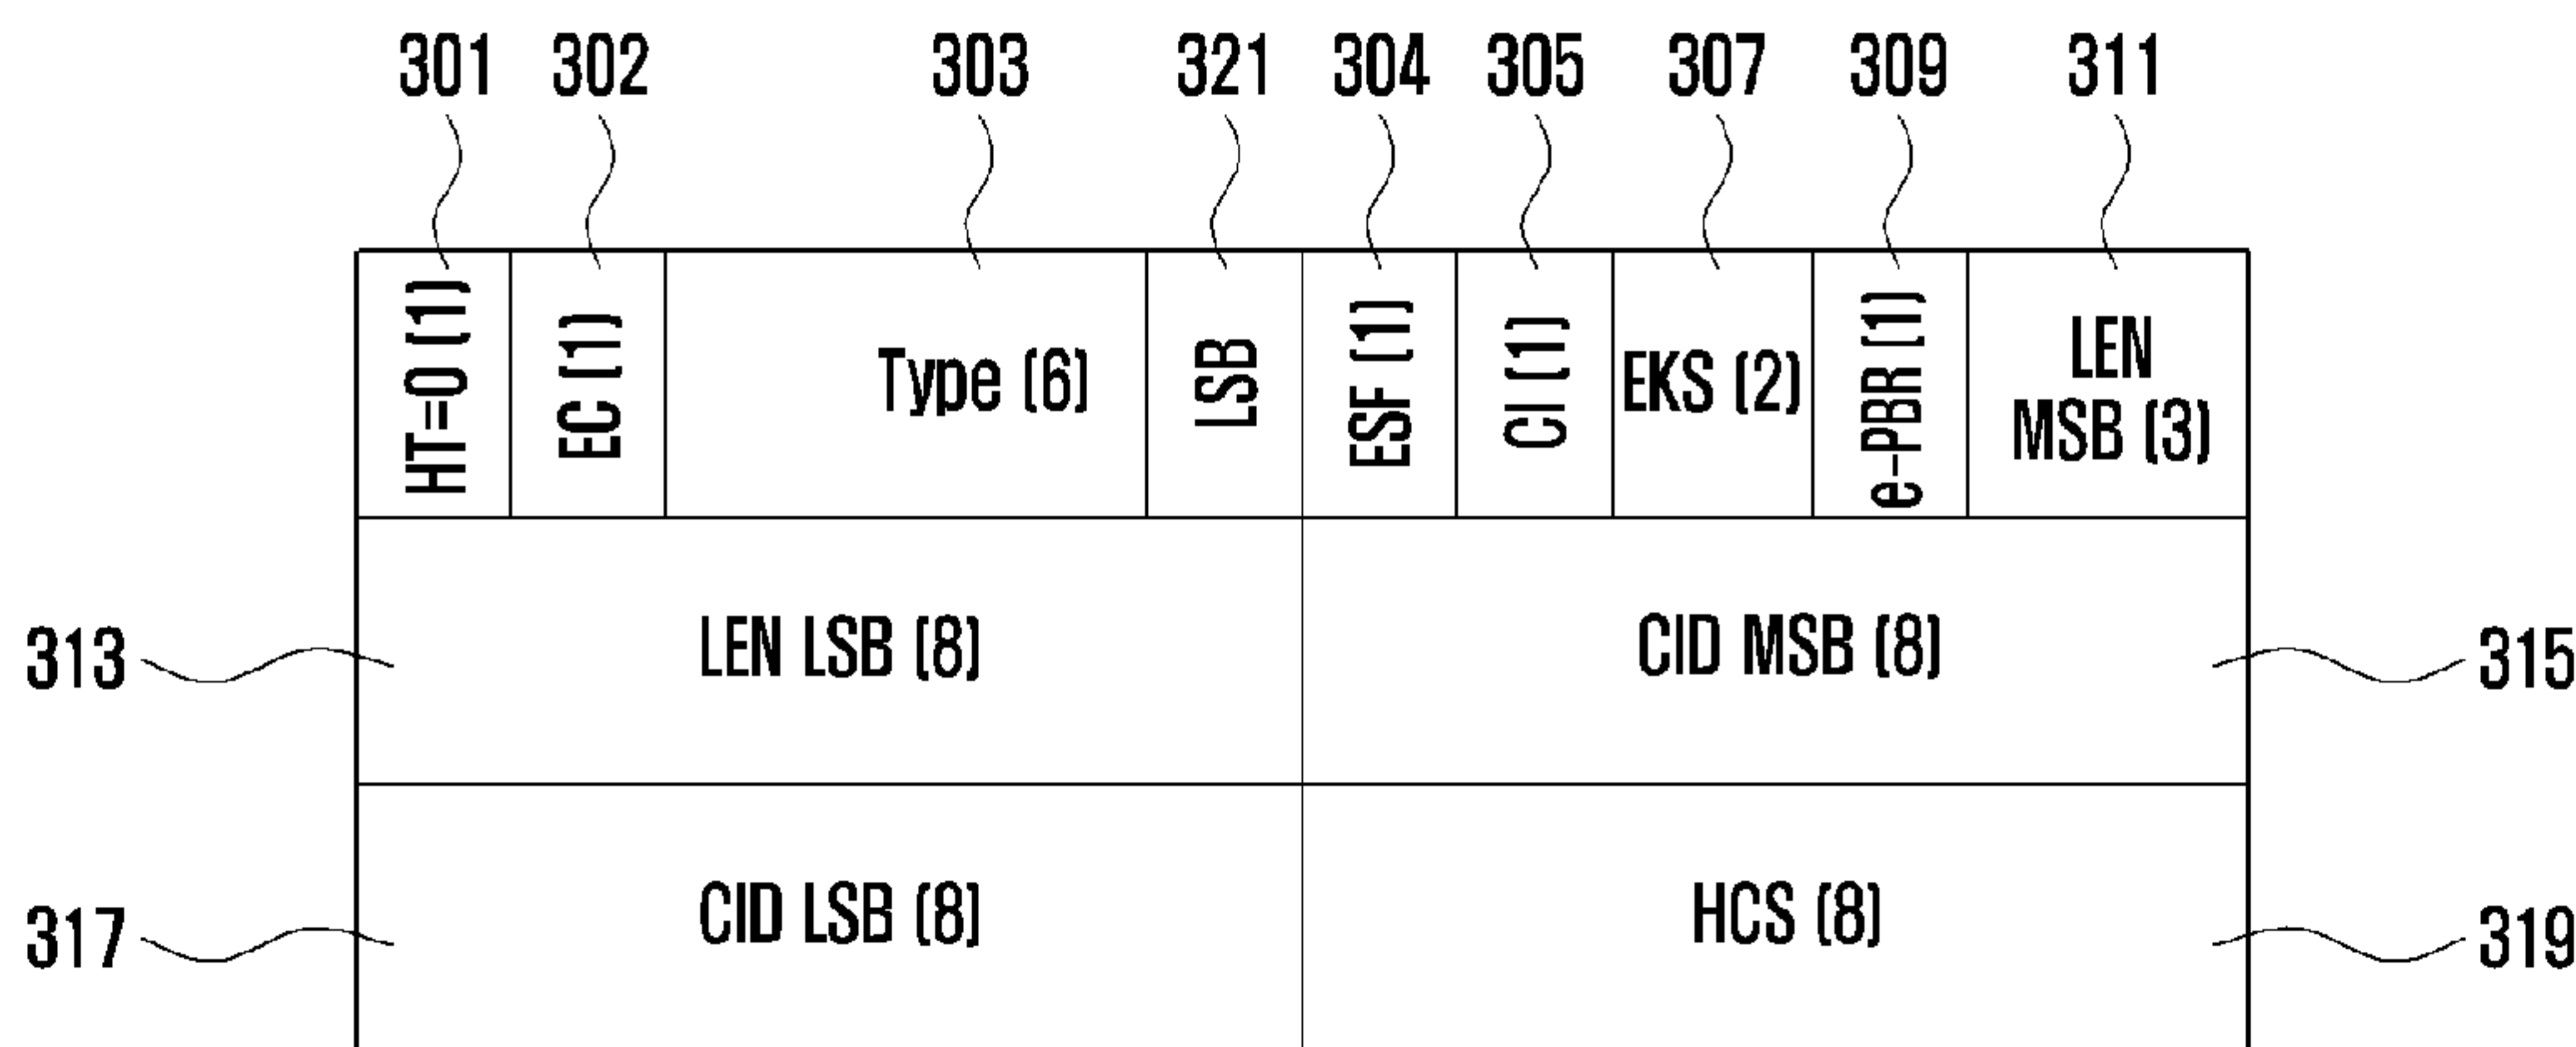 301 302 303 321 304 305 307 309 311
HT=0 (1) EC (1) Type (6) LSB ESF (1) CI (1) EKS (2) e-PBR (1) LEN
MSB (3)
313 LEN LSB (8) CID MSB (8) 315
317 CID LSB (8) HCS (8) 319